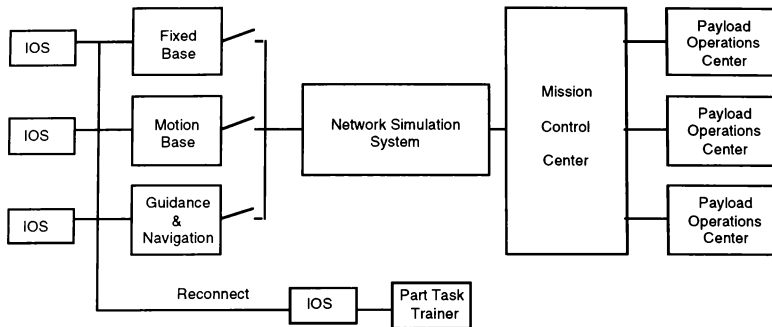 IOS
Fixed
Base
IOS
Motion
Base
IOS
Guidance
&
Navigation
Network Simulation
System
Mission
Control
Center
Payload
Operations
Center
Payload
Operations
Center
Payload
Operations
Center
Reconnect
IOS
Part Task
Trainer